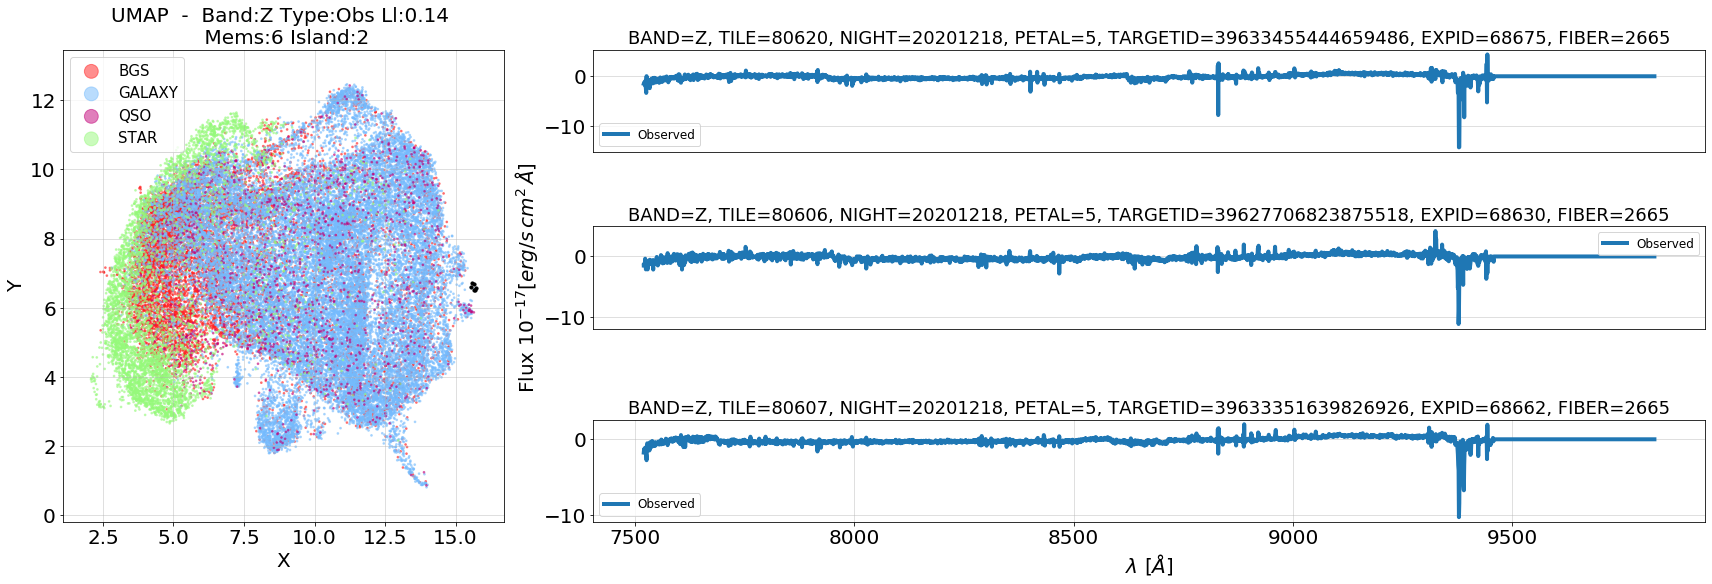 UMAP  -  Band:Z Type:Obs Ll:0.14
Mems:6 Island:2
BGS
GALAXY
QSO
STAR
12
10
8
6
4
2
0
Y
2.5 5.0 7.5 10.0 12.5 15.0
X
Flux 10⁻¹⁷[erg/s cm² Å]
BAND=Z, TILE=80620, NIGHT=20201218, PETAL=5, TARGETID=39633455444659486, EXPID=68675, FIBER=2665
0
−10
Observed
BAND=Z, TILE=80606, NIGHT=20201218, PETAL=5, TARGETID=39627706823875518, EXPID=68630, FIBER=2665
0
−10
Observed
BAND=Z, TILE=80607, NIGHT=20201218, PETAL=5, TARGETID=39633351639826926, EXPID=68662, FIBER=2665
0
−10
Observed
7500 8000 8500 9000 9500
λ [Å]